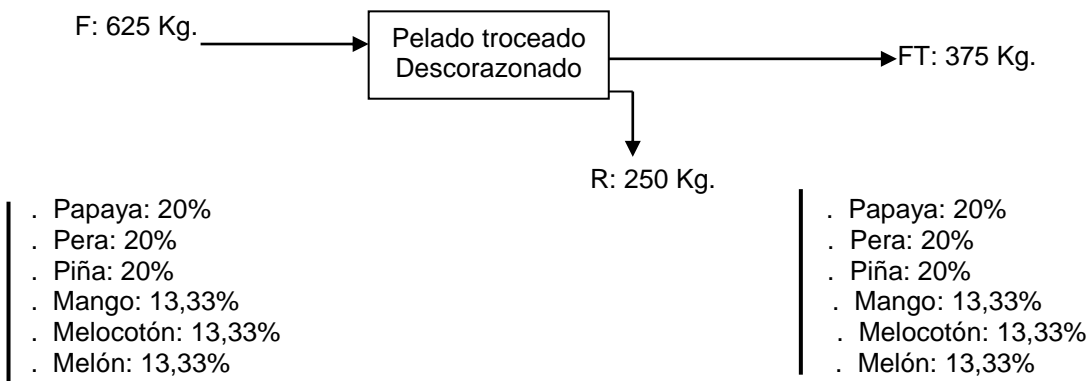 F: 625 Kg.
Pelado troceado
Descorazonado
FT: 375 Kg.
R: 250 Kg.
. Papaya: 20%
. Pera: 20%
. Piña: 20%
. Mango: 13,33%
. Melocotón: 13,33%
. Melón: 13,33%
. Papaya: 20%
. Pera: 20%
. Piña: 20%
. Mango: 13,33%
. Melocotón: 13,33%
. Melón: 13,33%